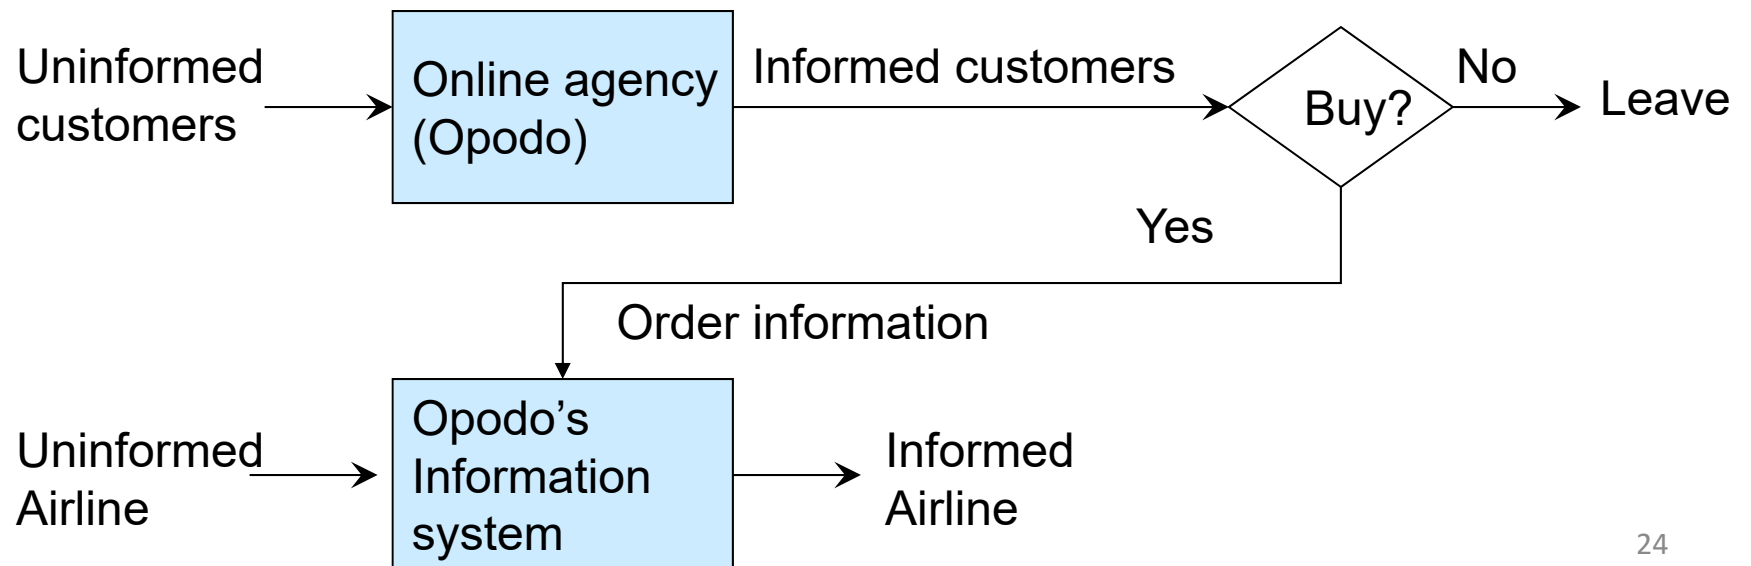 Uninformed
customers
Online agency
(Opodo)
Informed customers
Buy?
No
Leave
Yes
Order information
Uninformed
Airline
Opodo’s
Information
system
Informed
Airline
24